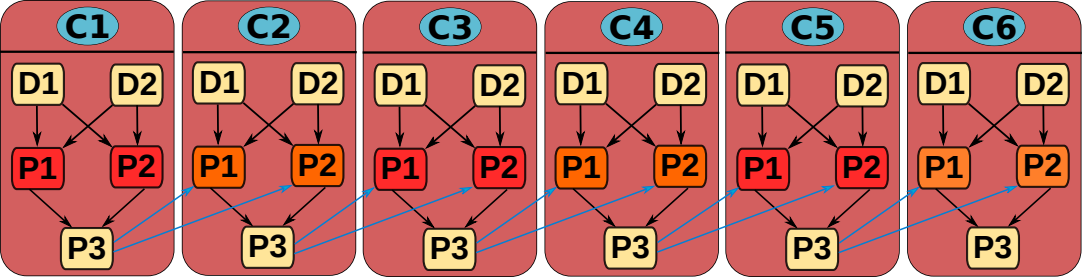 C1 C2 C3 C4 C5 C6
D1 D2 D1 D2 D1 D2 D1 D2 D1 D2 D1 D2
P1 P2 P1 P2 P1 P2 P1 P2 P1 P2 P1 P2
P3 P3 P3 P3 P3 P3